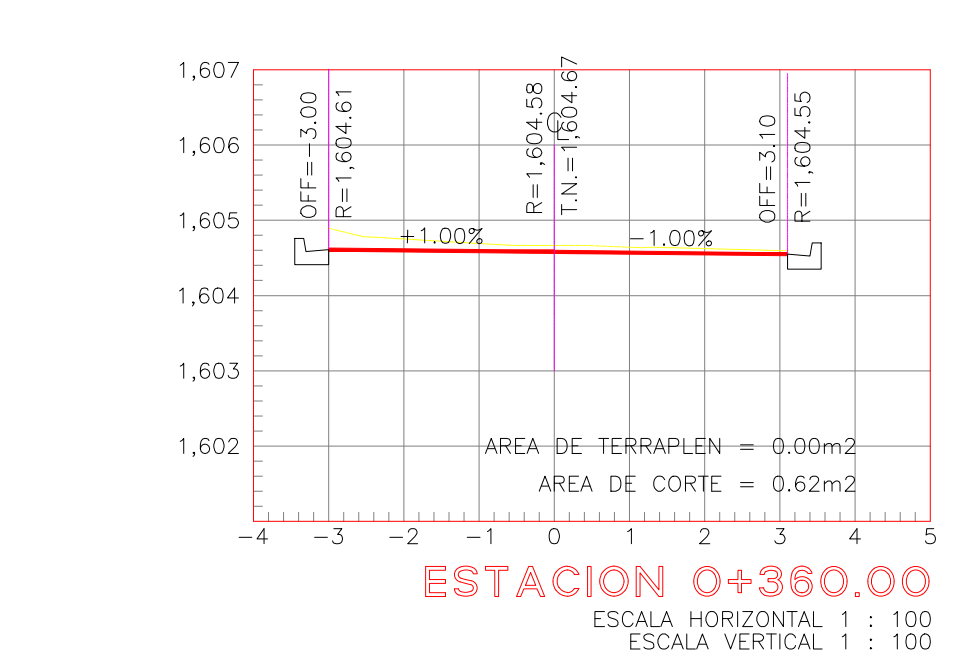 1,607
1,606
1,605
1,604
1,603
1,602
OFF=-3.00
R=1,604.61
R=1,604.58
T.N.=1,604.67
OFF=3.10
R=1,604.55
+1.00%
-1.00%
AREA DE TERRAPLEN = 0.00m2
AREA DE CORTE = 0.62m2
-4 -3 -2 -1 0 1 2 3 4 5
ESTACION 0+360.00
ESCALA HORIZONTAL 1 : 100
ESCALA VERTICAL 1 : 100